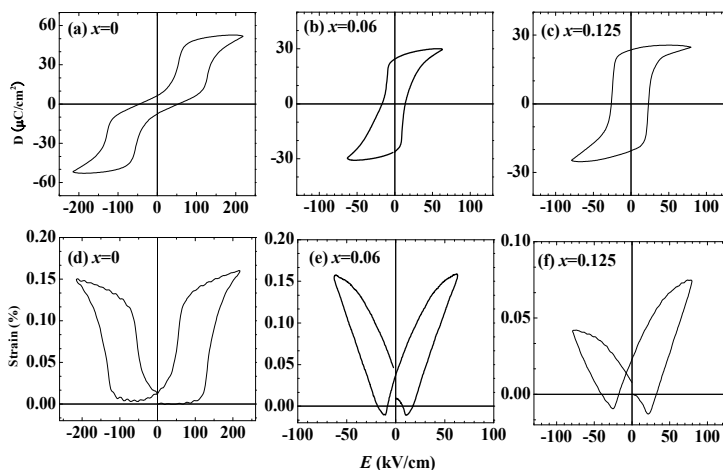 (a) x=0
(b) x=0.06
(c) x=0.125
D (μC/cm²)
60
30
0
-30
-60
-200 -100 0 100 200
30
0
-30
-100 -50 0 50 100
30
0
-30
-100 -50 0 50 100
(d) x=0
(e) x=0.06
(f) x=0.125
Strain (%)
0.20
0.15
0.10
0.05
0.00
-200 -100 0 100 200
0.20
0.15
0.10
0.05
0.00
-100 -50 0 50 100
0.10
0.05
0.00
-100 -50 0 50 100
E (kV/cm)